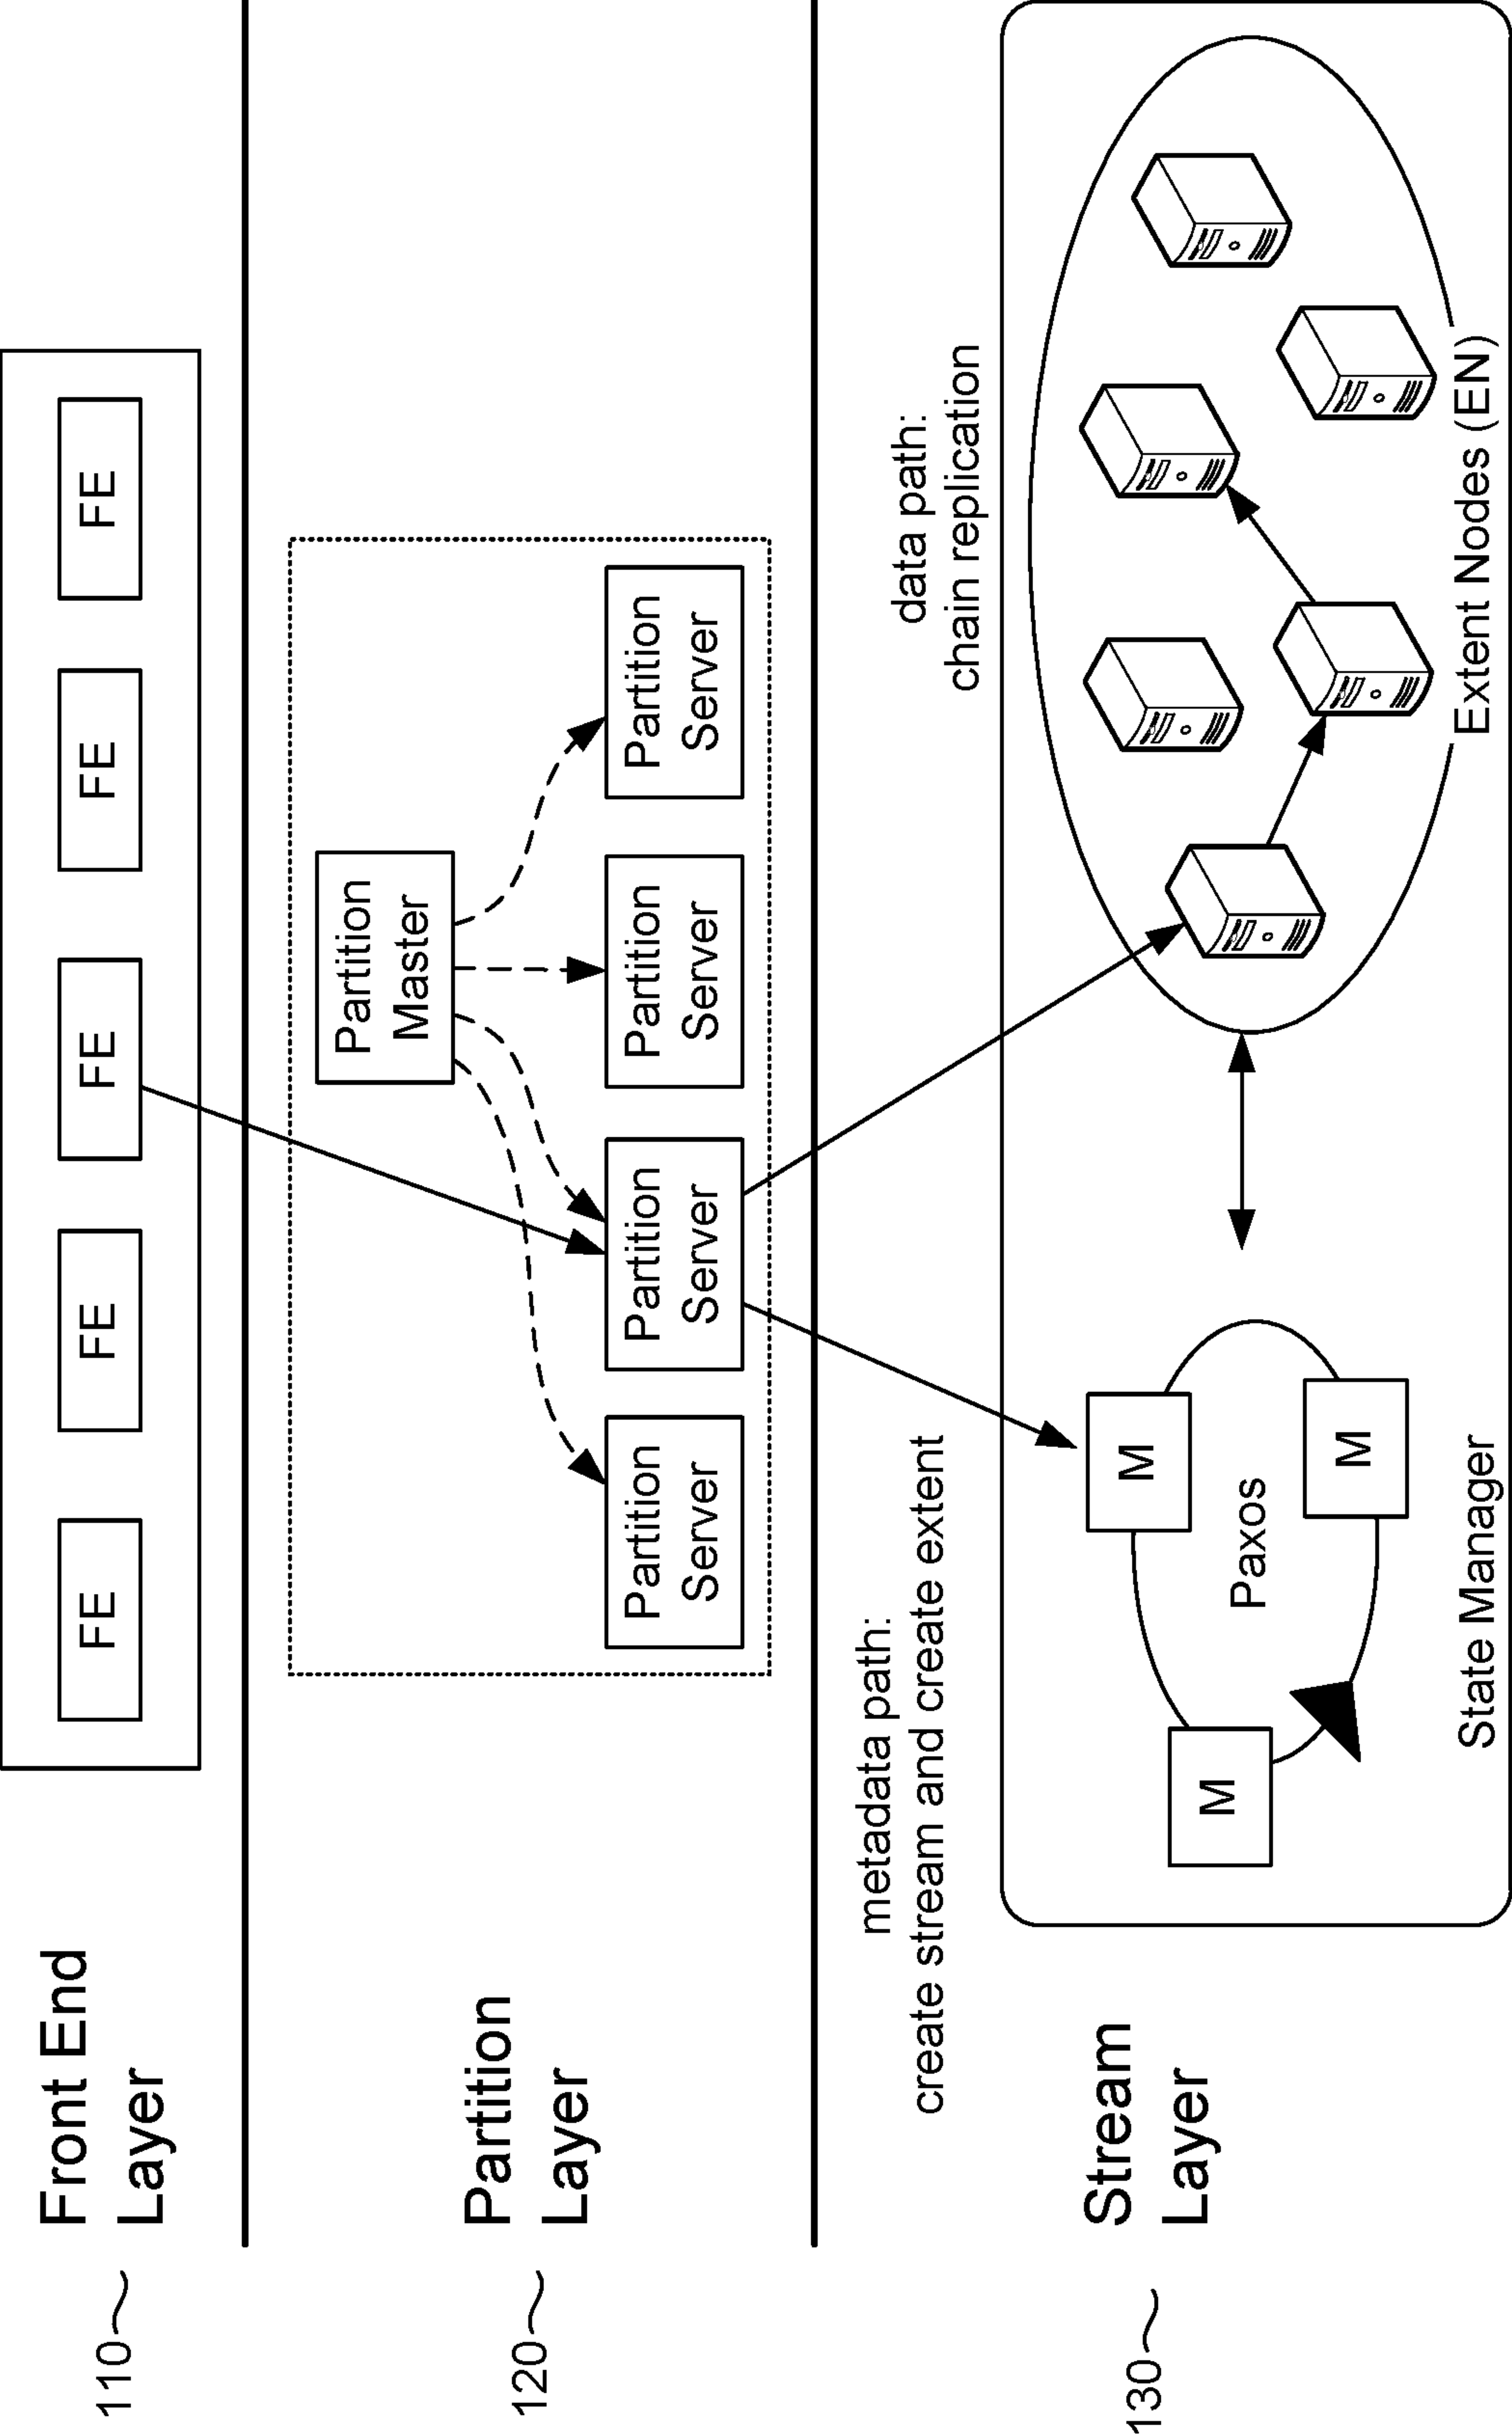 110
Front End
Layer
FE
FE
FE
FE
FE
120
Partition
Layer
Partition
Master
Partition
Server
Partition
Server
Partition
Server
Partition
Server
metadata path:
create stream and create extent
data path:
chain replication
130
Stream
Layer
M
M
M
Paxos
State Manager
Extent Nodes (EN)